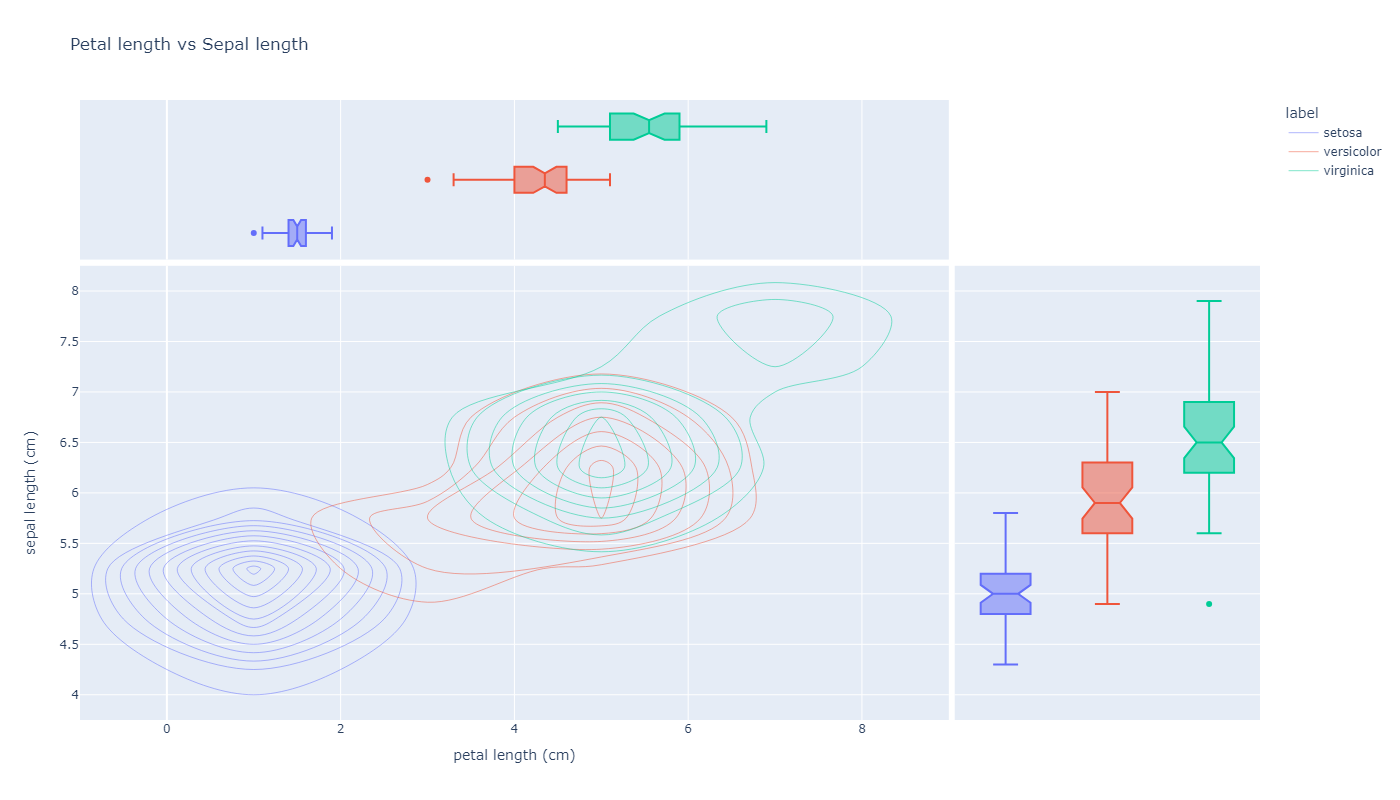 Petal length vs Sepal length
label
setosa
versicolor
virginica
8
7.5
7
6.5
6
5.5
5
4.5
4
sepal length (cm)
0 2 4 6 8
petal length (cm)